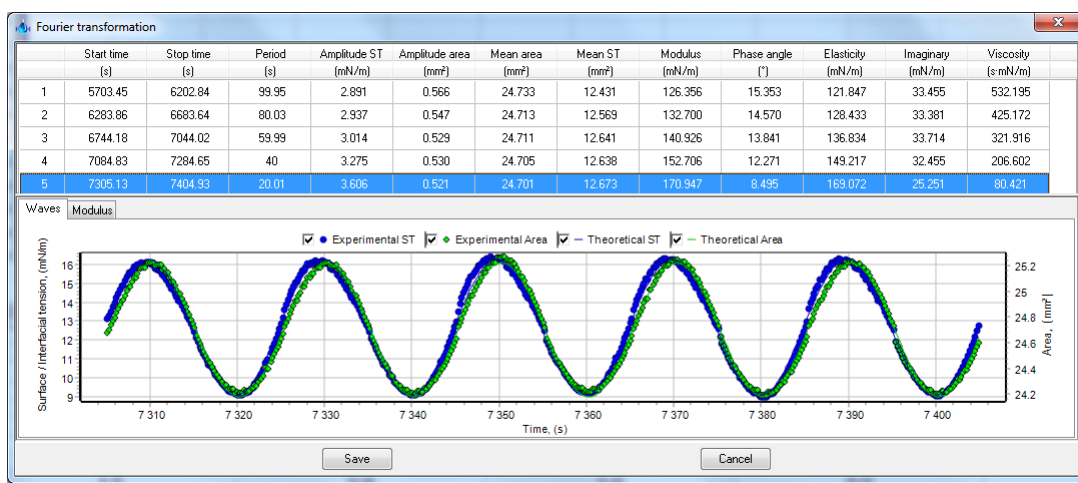 Fourier transformation
x
Start time Stop time Period Amplitude ST Amplitude area Mean area Mean ST Modulus Phase angle Elasticity Imaginary Viscosity
(s) (s) (s) (mN/m) (mm²) (mm²) (mm²) (mN/m) (°) (mN/m) (mN/m) (s·mN/m)
1 5703.45 6202.84 99.95 2.891 0.566 24.733 12.431 126.356 15.353 121.847 33.455 532.195
2 6283.86 6683.64 80.03 2.937 0.547 24.713 12.569 132.700 14.570 128.433 33.381 425.172
3 6744.18 7044.02 59.99 3.014 0.529 24.711 12.641 140.926 13.841 136.834 33.714 321.916
4 7084.83 7284.65 40 3.275 0.530 24.705 12.638 152.706 12.271 149.217 32.455 206.602
5 7305.13 7404.93 20.01 3.606 0.521 24.701 12.673 170.947 8.495 169.072 25.251 80.421
Waves Modulus
Experimental ST Experimental Area Theoretical ST Theoretical Area
Surface / Interfacial tension, (mN/m)
16
15
14
13
12
11
10
9
25.2
25
24.8
24.6
24.4
24.2
Area, (mm²)
7 310 7 320 7 330 7 340 7 350 7 360 7 370 7 380 7 390 7 400
Time, (s)
Save Cancel